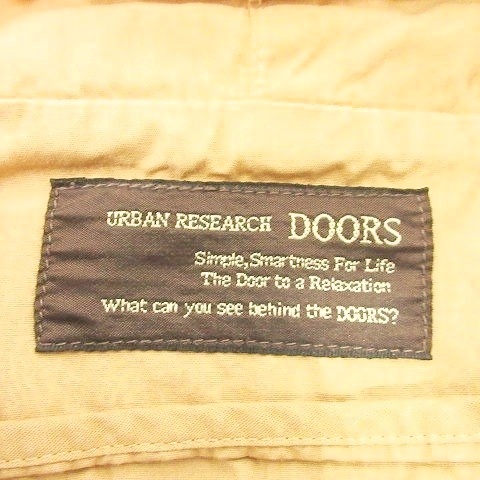 URBAN RESEARCH DOORS
Simple,Smartness For Life
The Door to a Relaxation
What can you see behind the DOORS?